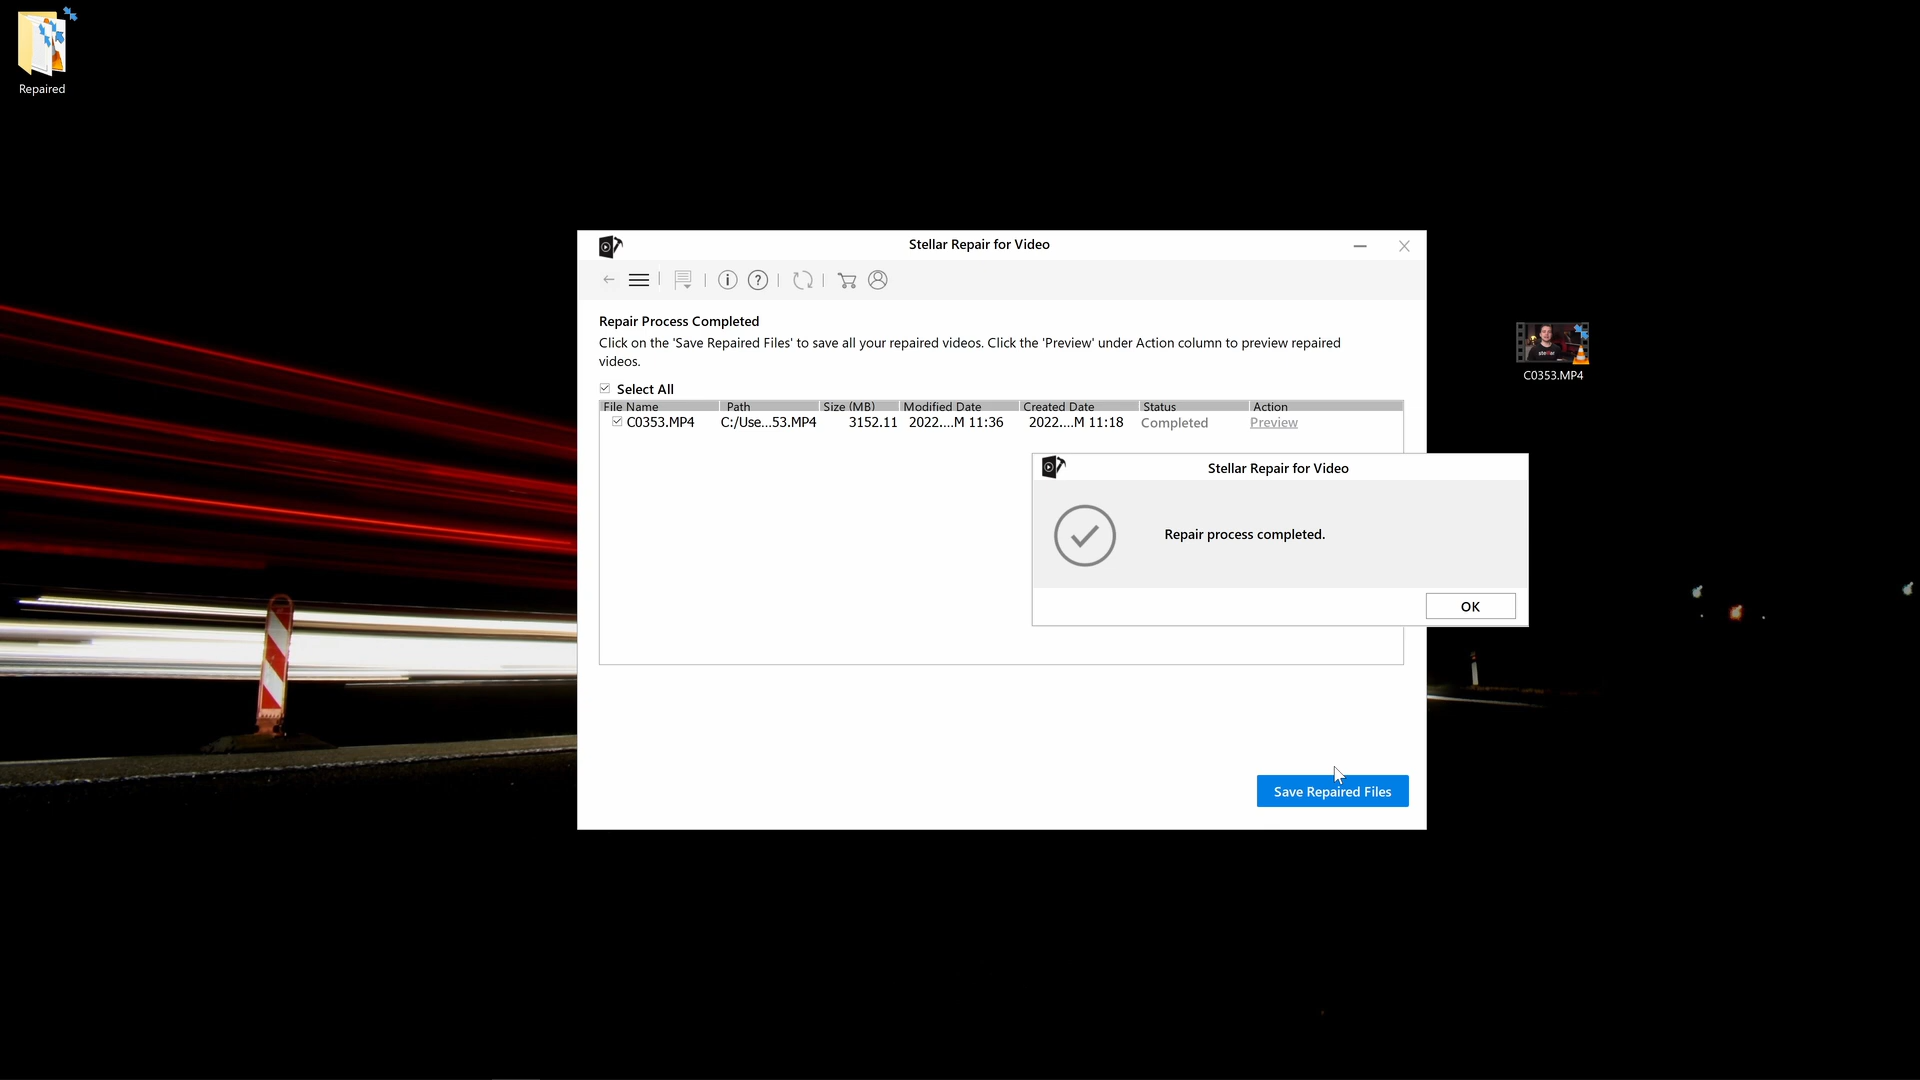 Repaired
Stellar Repair for Video
Repair Process Completed
Click on the 'Save Repaired Files' to save all your repaired videos. Click the 'Preview' under Action column to preview repaired
videos.
Select All
File Name Path Size (MB) Modified Date Created Date Status Action
C0353.MP4 C:/Use...53.MP4 3152.11 2022....M 11:36 2022....M 11:18 Completed Preview
Stellar Repair for Video
Repair process completed.
OK
Save Repaired Files
stellar
C0353.MP4